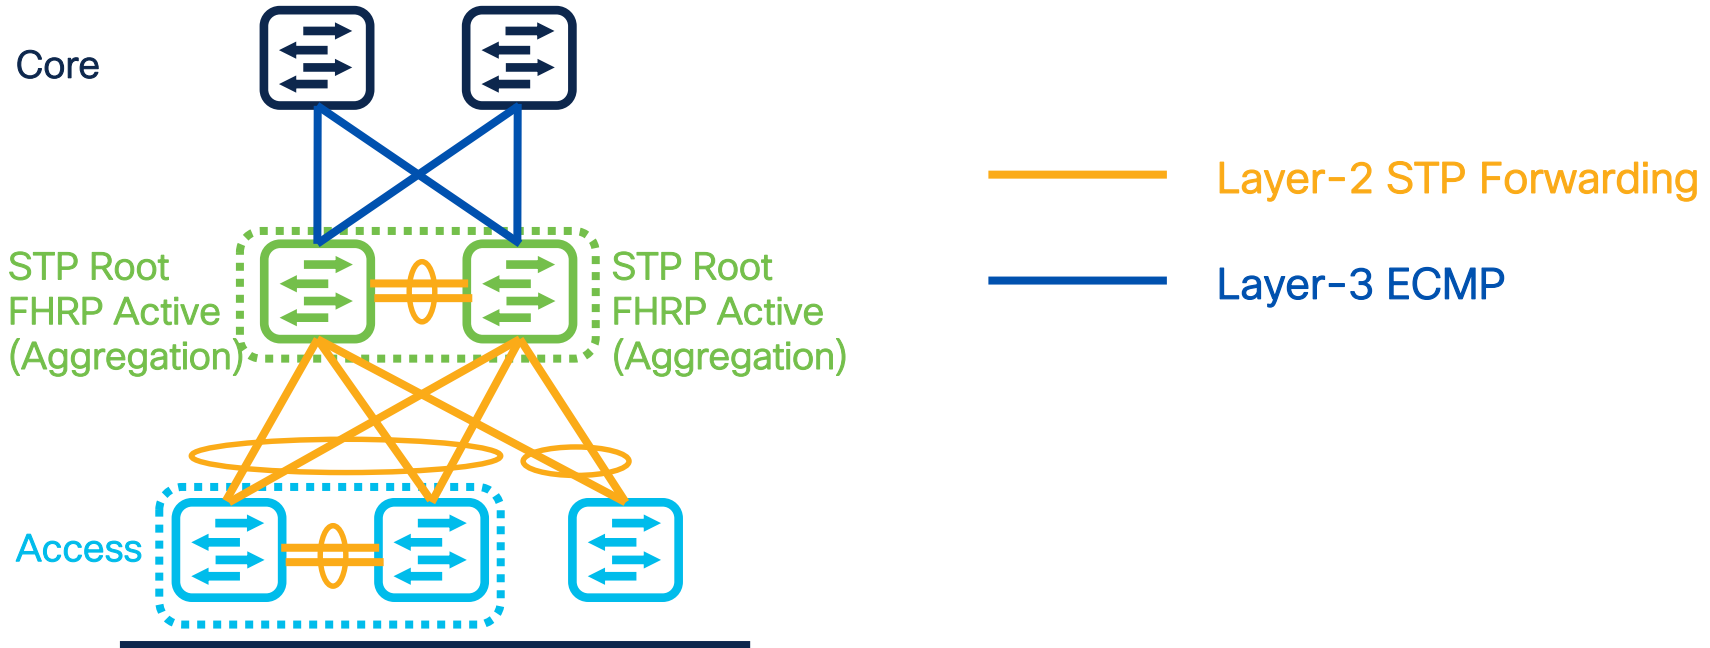 Core
Layer-2 STP Forwarding
STP Root
FHRP Active
(Aggregation)
STP Root
FHRP Active
(Aggregation)
Layer-3 ECMP
Access